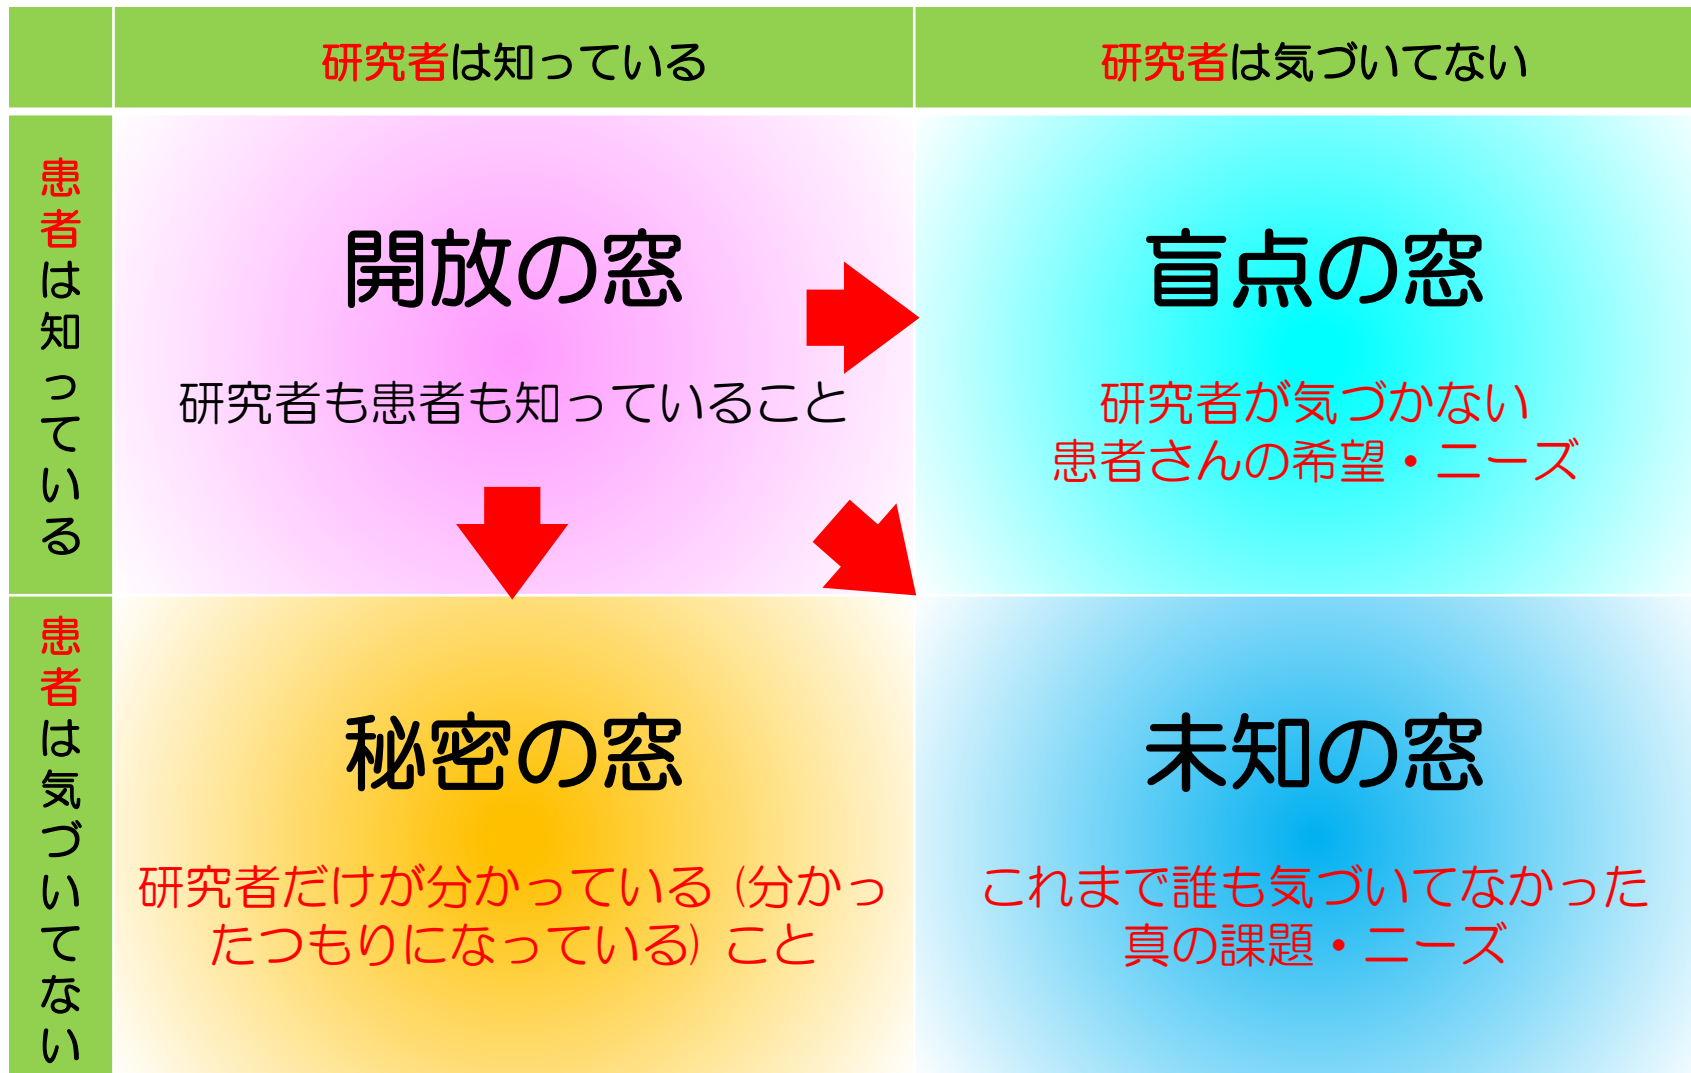 研究者は知っている
研究者は気づいてない
患者は知っている
開放の窓
研究者も患者も知っていること
盲点の窓
研究者が気づかない
患者さんの希望・ニーズ
患者は気づいてない
秘密の窓
研究者だけが分かっている(分かっ
たつもりになっている)こと
未知の窓
これまで誰も気づいてなかった
真の課題・ニーズ